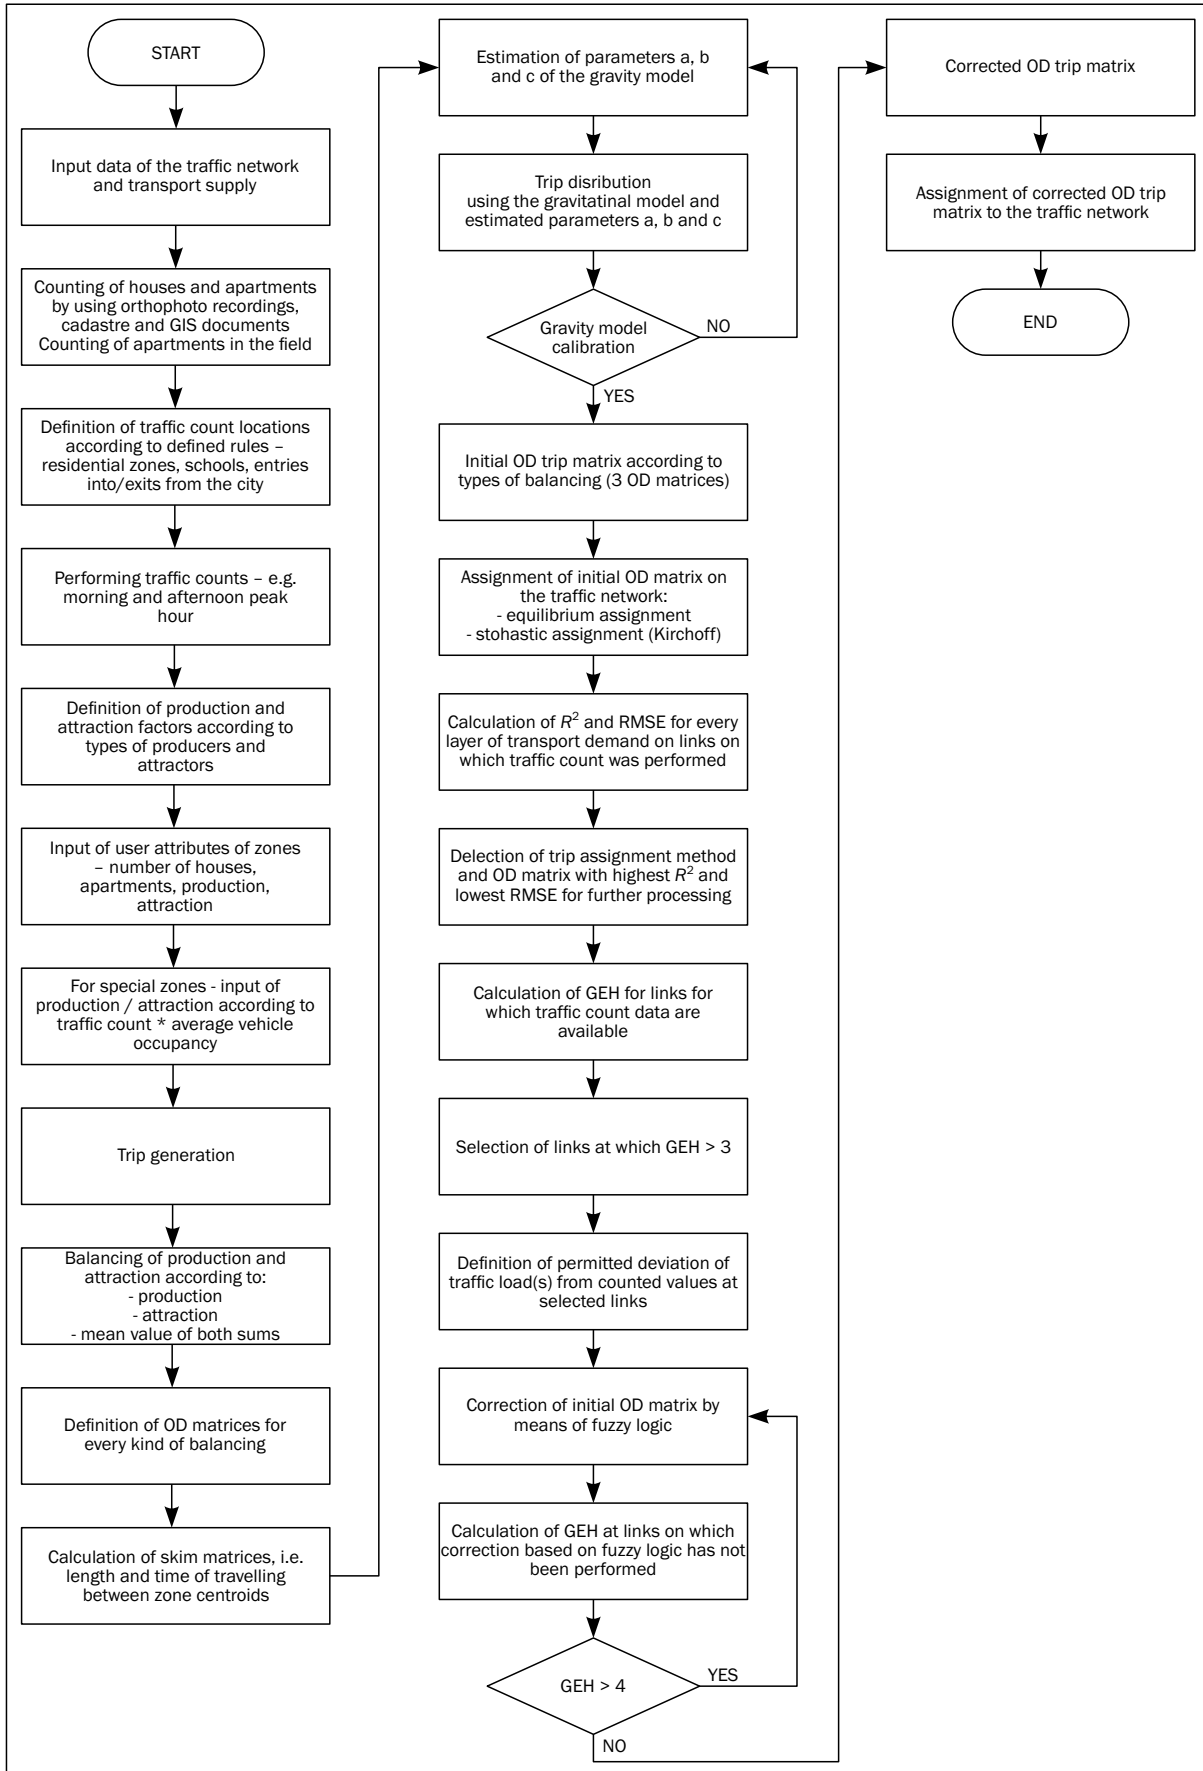 START
Input data of the traffic network
and transport supply
Counting of houses and apartments
by using orthophoto recordings,
cadastre and GIS documents
Counting of apartments in the field
Definition of traffic count locations
according to defined rules –
residential zones, schools, entries
into/exits from the city
Performing traffic counts – e.g.
morning and afternoon peak
hour
Definition of production and
attraction factors according to
types of producers and
attractors
Input of user attributes of zones
– number of houses,
apartments, production,
attraction
For special zones - input of
production / attraction according to
traffic count * average vehicle
occupancy
Trip generation
Balancing of production and
attraction according to:
- production
- attraction
- mean value of both sums
Definition of OD matrices for
every kind of balancing
Calculation of skim matrices, i.e.
length and time of travelling
between zone centroids
Estimation of parameters a, b
and c of the gravity model
Trip disribution
using the gravitatinal model and
estimated parameters a, b and c
Gravity model
calibration
NO
YES
Initial OD trip matrix according to
types of balancing (3 OD matrices)
Assignment of initial OD matrix on
the traffic network:
- equilibrium assignment
- stohastic assignment (Kirchoff)
Calculation of R² and RMSE for every
layer of transport demand on links on
which traffic count was performed
Delection of trip assignment method
and OD matrix with highest R² and
lowest RMSE for further processing
Calculation of GEH for links for
which traffic count data are
available
Selection of links at which GEH > 3
Definition of permitted deviation of
traffic load(s) from counted values at
selected links
Correction of initial OD matrix by
means of fuzzy logic
Calculation of GEH at links on which
correction based on fuzzy logic has not
been performed
GEH > 4
YES
NO
Corrected OD trip matrix
Assignment of corrected OD trip
matrix to the traffic network
END